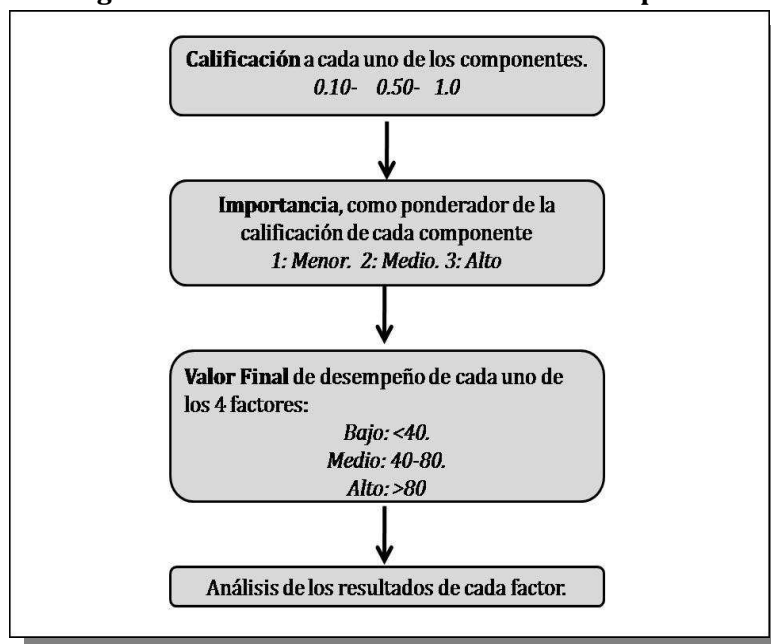 Calificación a cada uno de los componentes.
0.10- 0.50- 1.0
Importancia, como ponderador de la
calificación de cada componente
1: Menor. 2: Medio. 3: Alto
Valor Final de desempeño de cada uno de
los 4 factores:
Bajo: <40.
Medio: 40-80.
Alto: >80
Análisis de los resultados de cada factor.